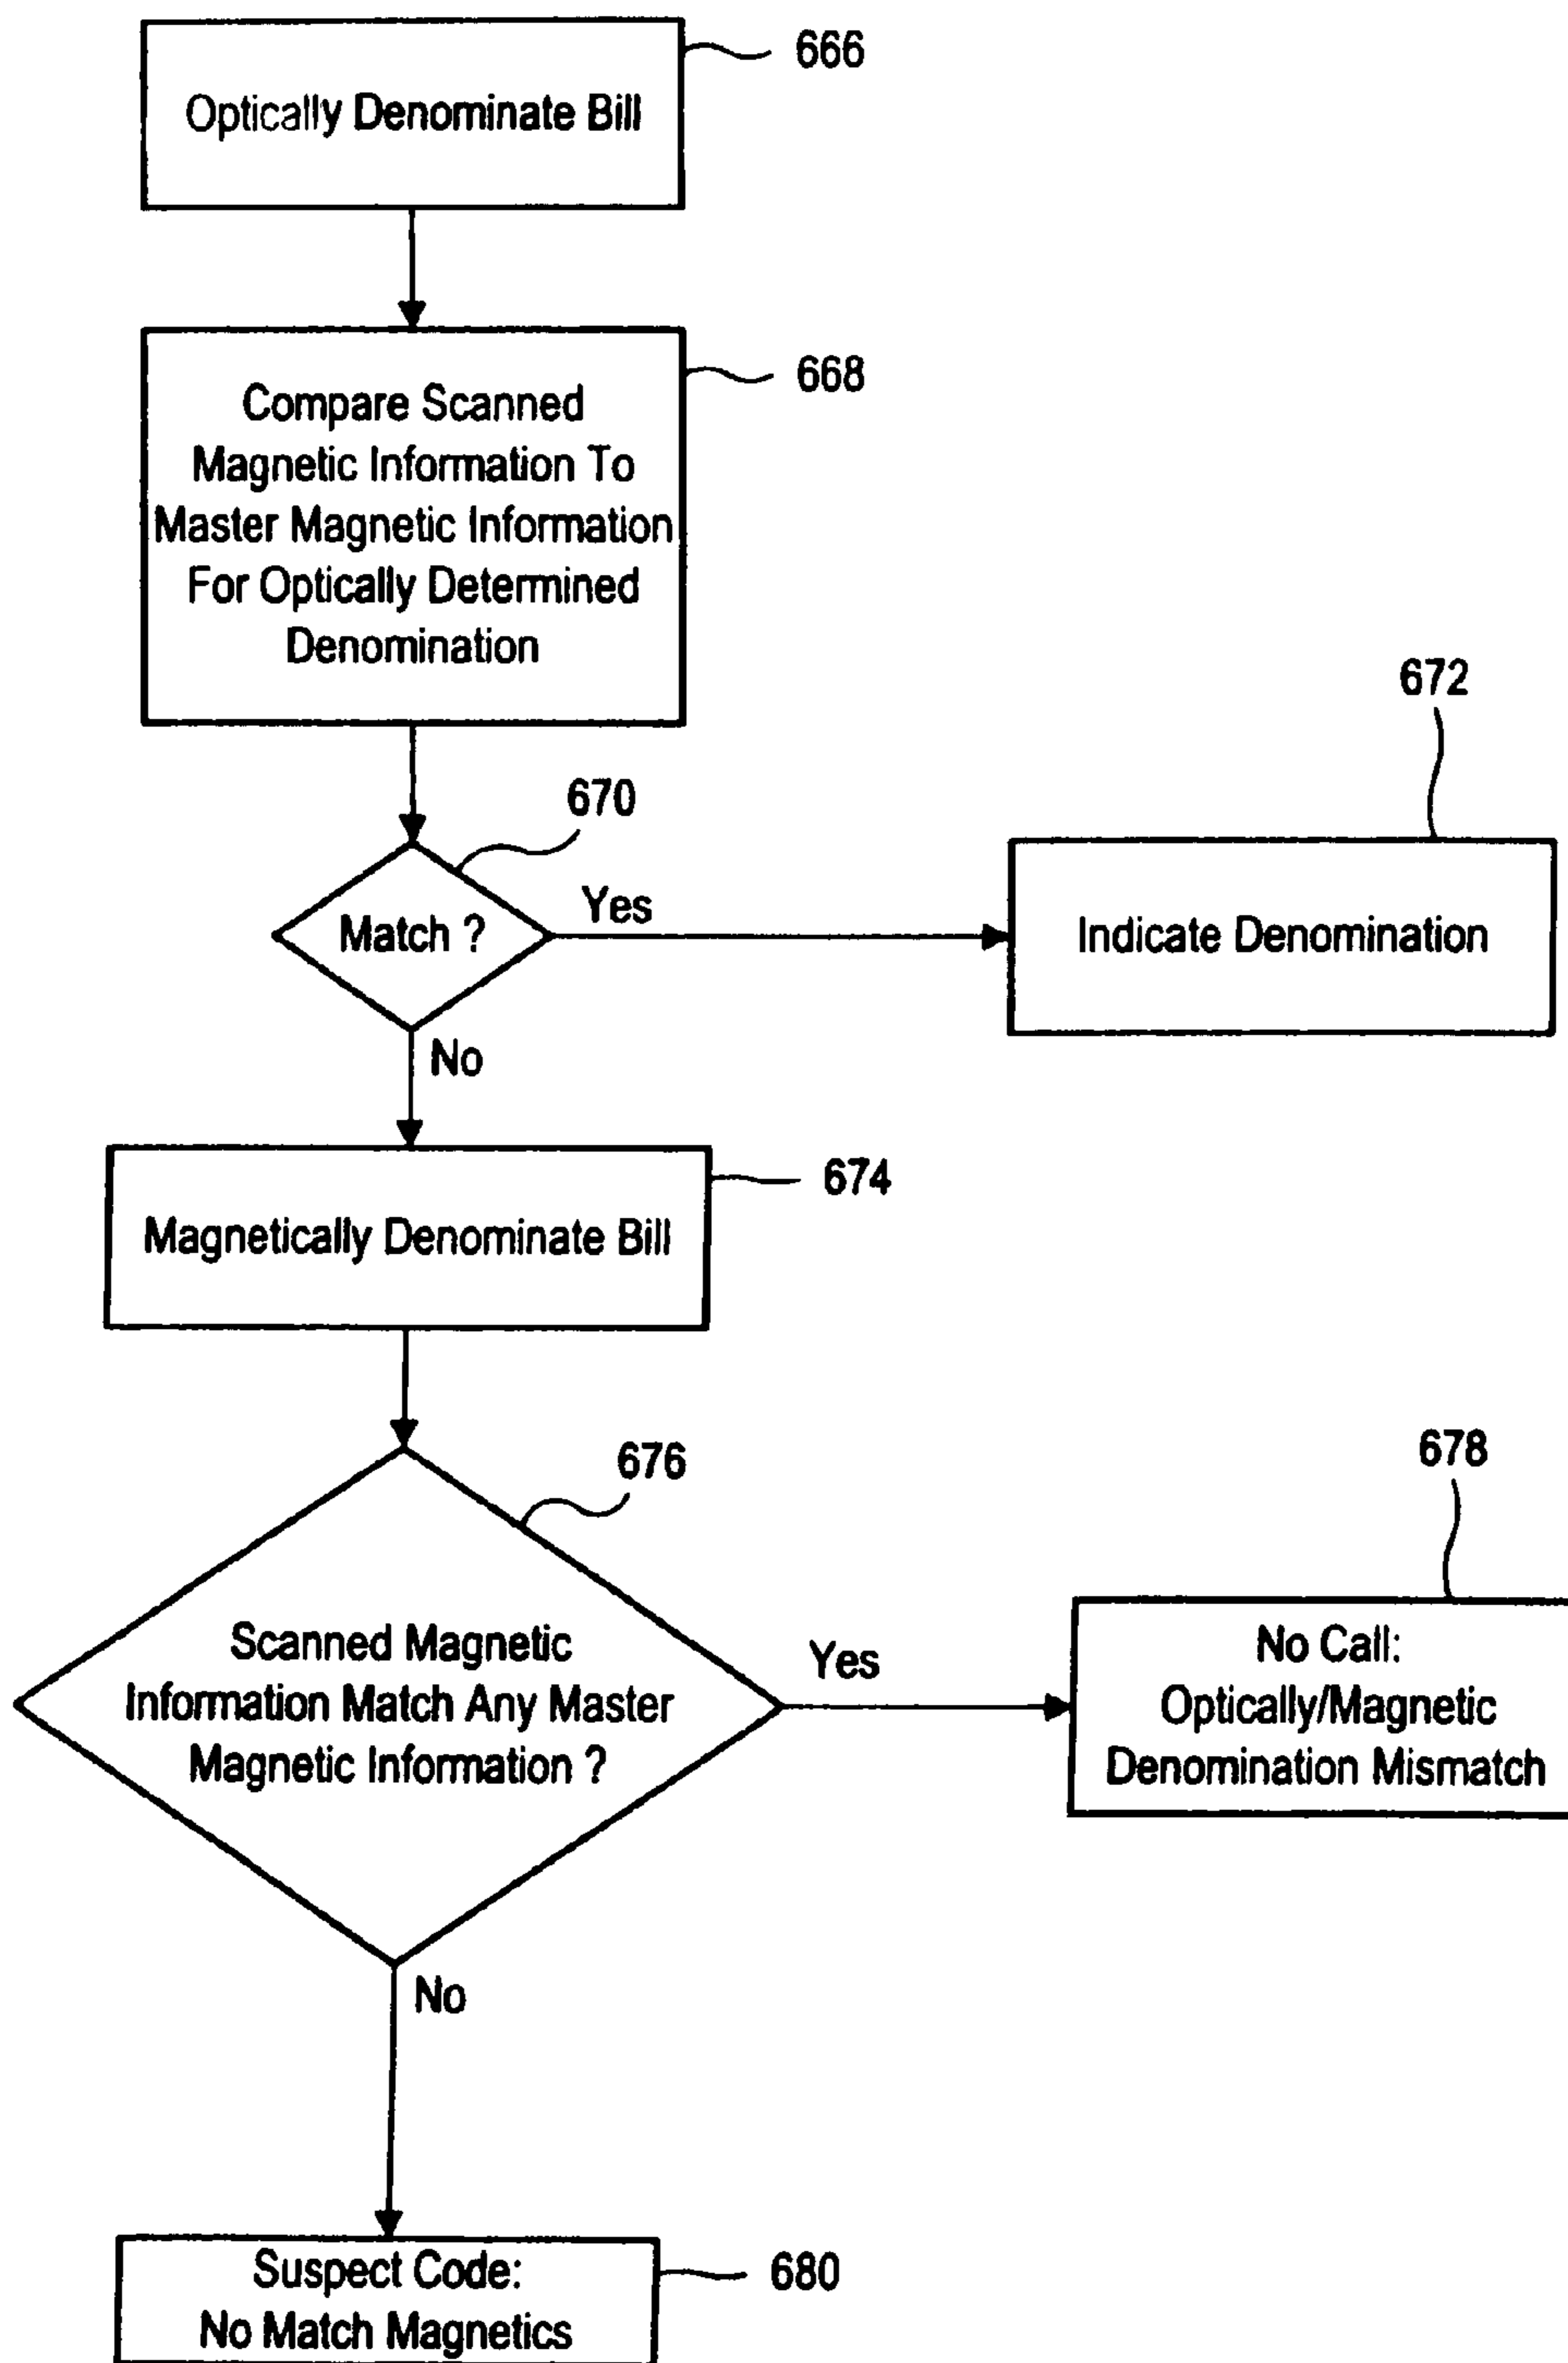 666
Optically Denominate Bill
668
Compare Scanned
Magnetic Information To
Master Magnetic Information
For Optically Determined
Denomination
672
670
Match ?
Yes
Indicate Denomination
No
674
Magnetically Denominate Bill
676
678
Scanned Magnetic
Information Match Any Master
Magnetic Information ?
Yes
No Call:
Optically/Magnetic
Denomination Mismatch
No
Suspect Code:
No Match Magnetics
680